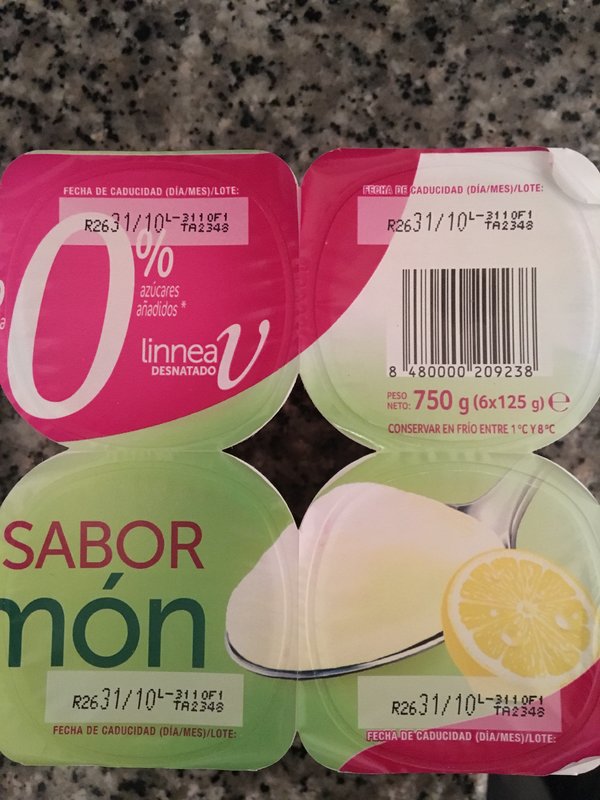 FECHA DE CADUCIDAD (DÍA/MES)/LOTE:
R26 31/10 L-3110F1
TA2348
0%
azúcares
añadidos *
linnea V
DESNATADO
FECHA DE CADUCIDAD (DÍA/MES)/LOTE:
R26 31/10 L-3110F1
TA2348
8 480000 209238
PESO
NETO: 750 g (6x125 g) ℮
CONSERVAR EN FRÍO ENTRE 1 °C Y 8 °C
SABOR
món
R26 31/10 L-3110F1
TA2348
FECHA DE CADUCIDAD (DÍA/MES)/LOTE:
R26 31/10 L-3110F1
TA2348
FECHA DE CADUCIDAD (DÍA/MES)/LOTE: